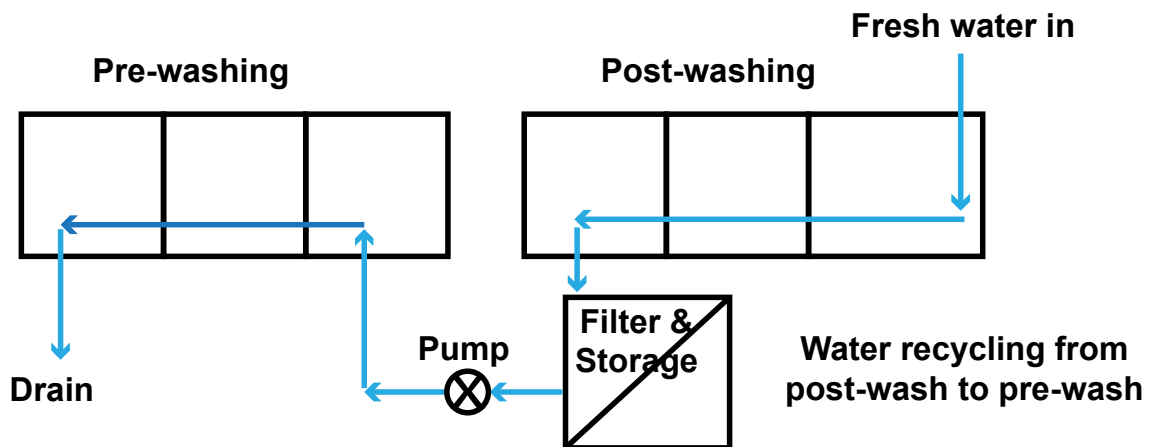 Fresh water in
Pre-washing
Post-washing
Filter &
Storage
Pump
Drain
Water recycling from
post-wash to pre-wash